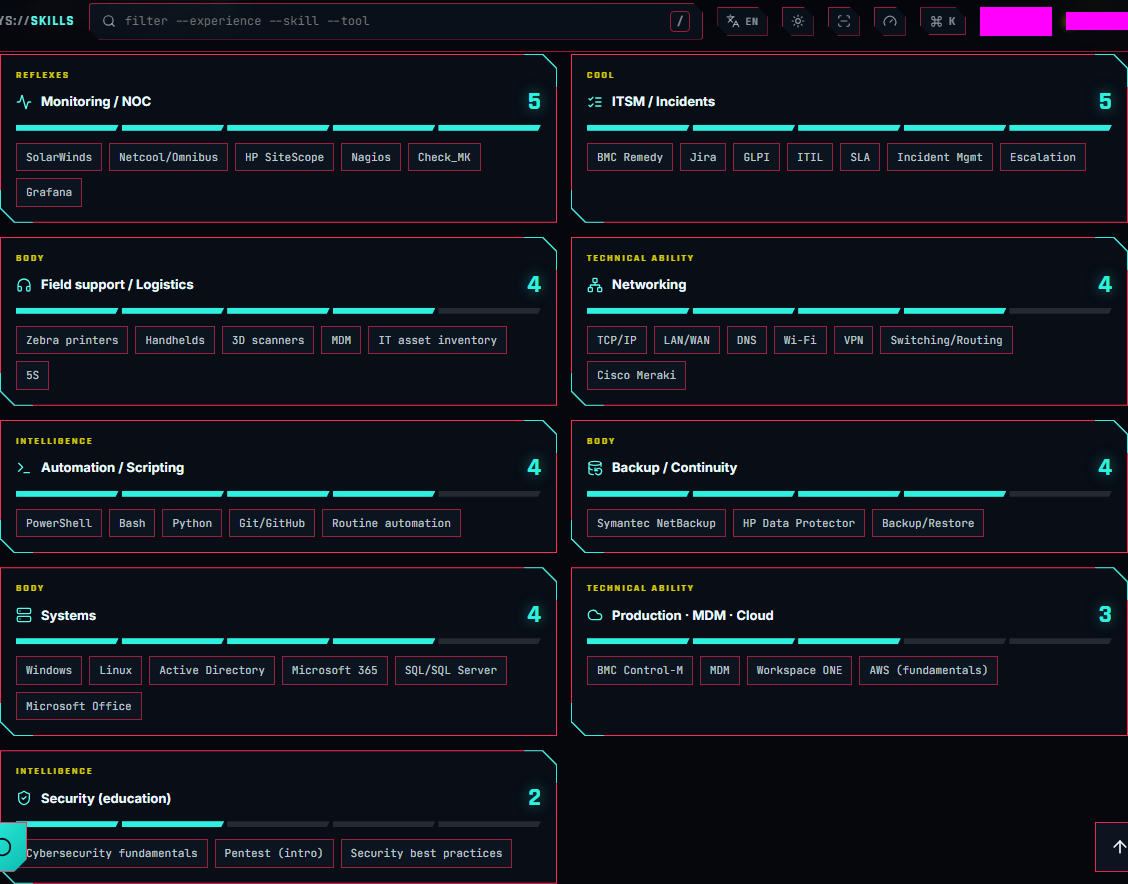 YS://SKILLS
filter --experience --skill --tool
/
EN
⌘ K
REFLEXES
Monitoring / NOC
5
SolarWinds
Netcool/Omnibus
HP SiteScope
Nagios
Check_MK
Grafana
COOL
ITSM / Incidents
5
BMC Remedy
Jira
GLPI
ITIL
SLA
Incident Mgmt
Escalation
BODY
Field support / Logistics
4
Zebra printers
Handhelds
3D scanners
MDM
IT asset inventory
5S
TECHNICAL ABILITY
Networking
4
TCP/IP
LAN/WAN
DNS
Wi-Fi
VPN
Switching/Routing
Cisco Meraki
INTELLIGENCE
Automation / Scripting
4
PowerShell
Bash
Python
Git/GitHub
Routine automation
BODY
Backup / Continuity
4
Symantec NetBackup
HP Data Protector
Backup/Restore
BODY
Systems
4
Windows
Linux
Active Directory
Microsoft 365
SQL/SQL Server
Microsoft Office
TECHNICAL ABILITY
Production · MDM · Cloud
3
BMC Control-M
MDM
Workspace ONE
AWS (fundamentals)
INTELLIGENCE
Security (education)
2
Cybersecurity fundamentals
Pentest (intro)
Security best practices